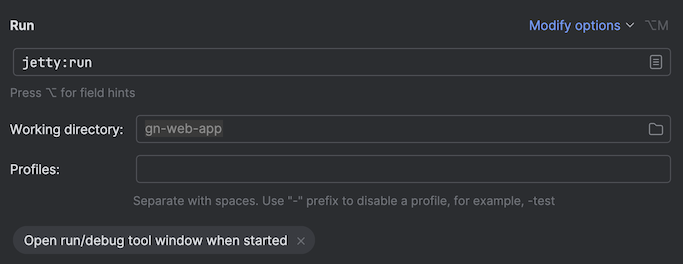 Run
Modify options ⌥M
jetty:run
Press ⌥ for field hints
Working directory: gn-web-app
Profiles:
Separate with spaces. Use "-" prefix to disable a profile, for example, -test
Open run/debug tool window when started ×